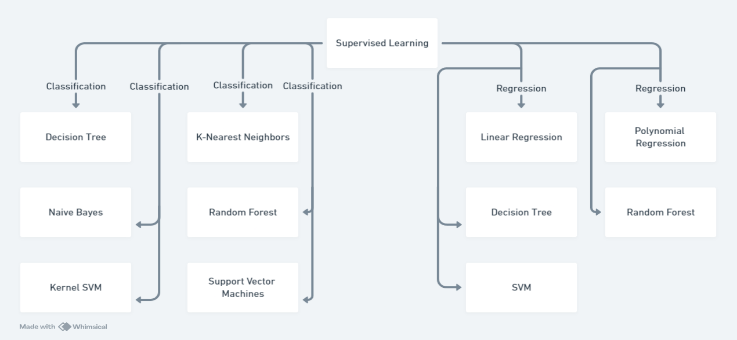 Supervised Learning
Classification
Classification
Classification
Classification
Regression
Regression
Decision Tree
K-Nearest Neighbors
Linear Regression
Polynomial
Regression
Naive Bayes
Random Forest
Decision Tree
Random Forest
Kernel SVM
Support Vector
Machines
SVM
Made with Whimsical